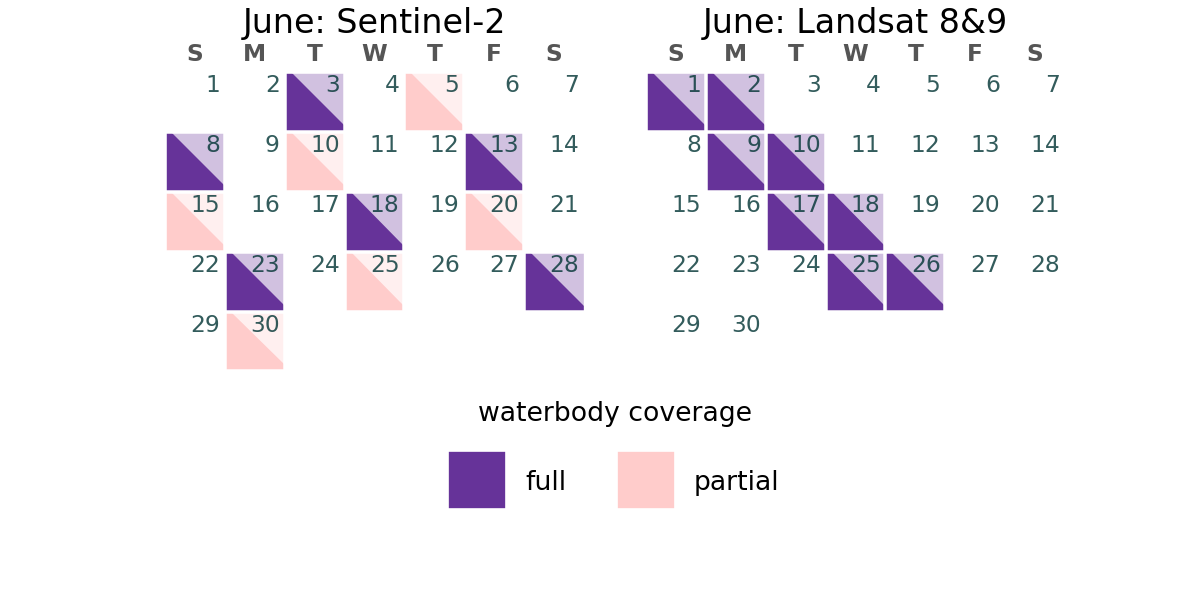 June: Sentinel-2
S M T W T F S
1 2 3 4 5 6 7
8 9 10 11 12 13 14
15 16 17 18 19 20 21
22 23 24 25 26 27 28
29 30
June: Landsat 8&9
S M T W T F S
1 2 3 4 5 6 7
8 9 10 11 12 13 14
15 16 17 18 19 20 21
22 23 24 25 26 27 28
29 30
waterbody coverage
full
partial